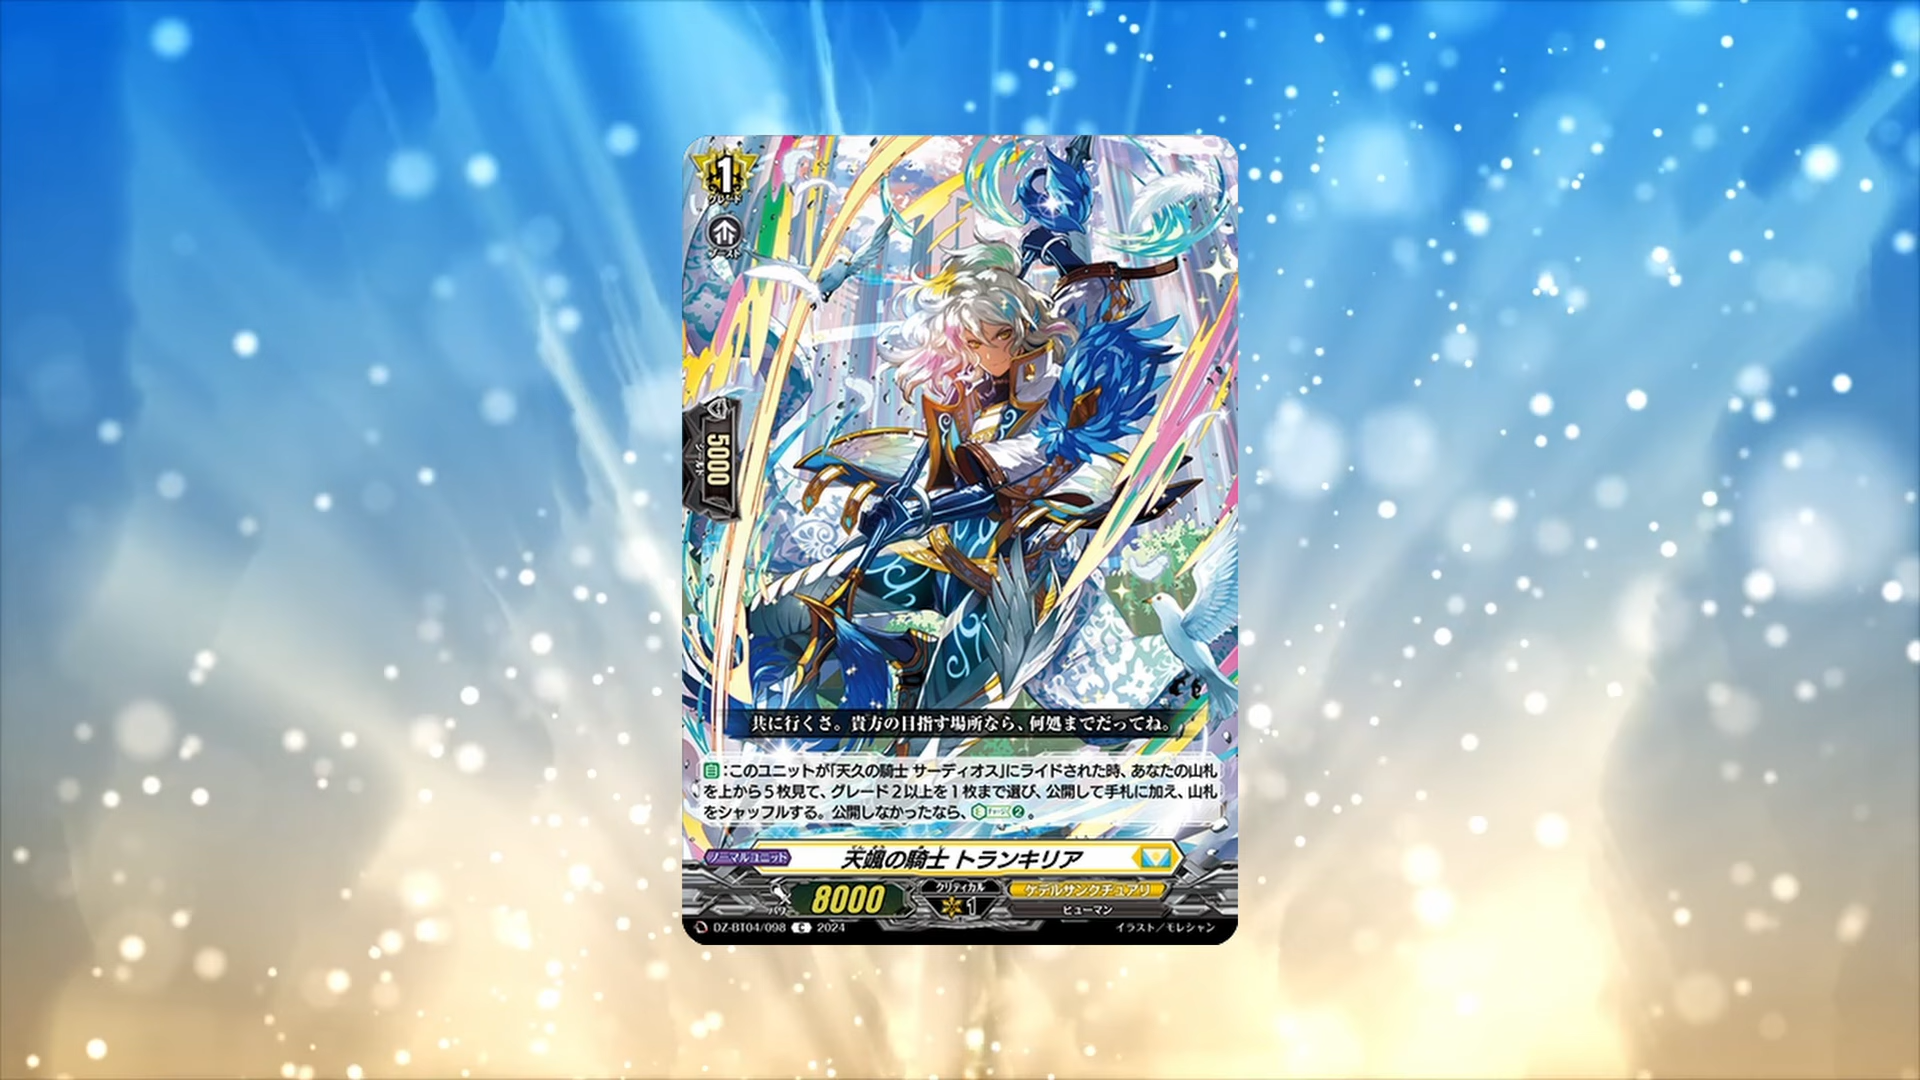 1
グレード
ブースト
5000
シールド
共に行くさ。貴方の目指す場所なら、何処までだってね。
自:このユニットが「天久の騎士 サーディオス」にライドされた時、あなたの山札
を上から5枚見て、グレード2以上を1枚まで選び、公開して手札に加え、山札
をシャッフルする。公開しなかったなら、チャージ2。
ノーマルユニット
天颯の騎士 トランキリア
8000
パワー
クリティカル
1
ケテルサンクチュアリ
ヒューマン
DZ-BT04/098 C 2024
イラスト/モレシャン